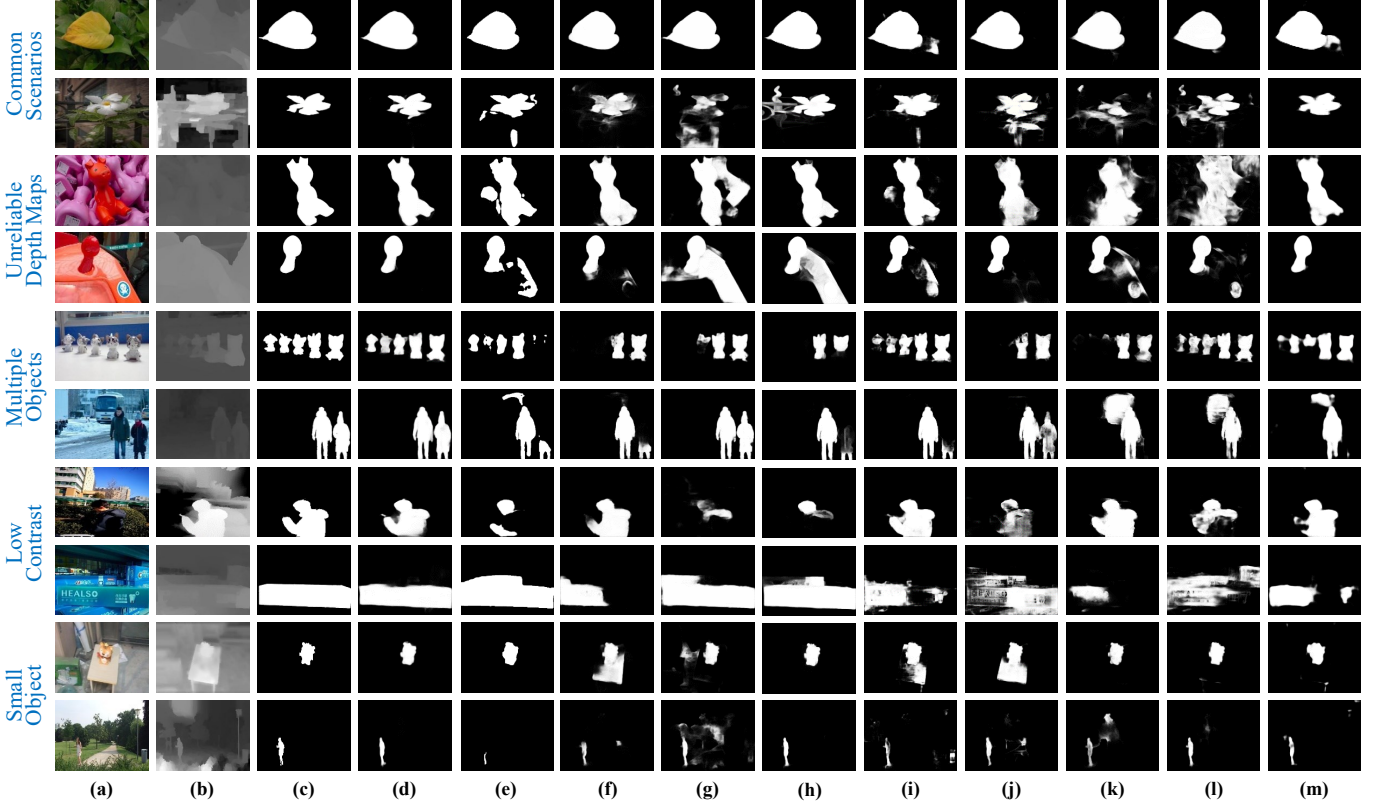 Common
Scenarios
Unreliable
Depth Maps
Multiple
Objects
Low
Contrast
HEALSO
Small
Object
(a) (b) (c) (d) (e) (f) (g) (h) (i) (j) (k) (l) (m)